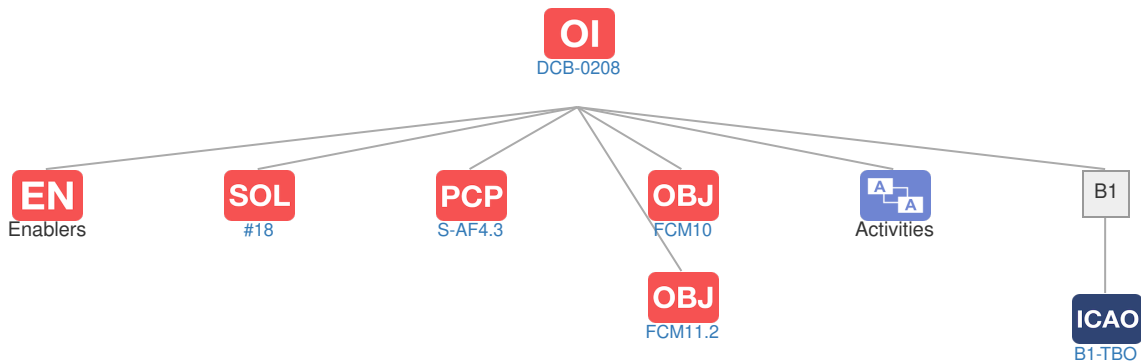 OI
DCB-0208
EN
Enablers
SOL
#18
PCP
S-AF4.3
OBJ
FCM10
A
A
Activities
B1
OBJ
FCM11.2
ICAO
B1-TBO